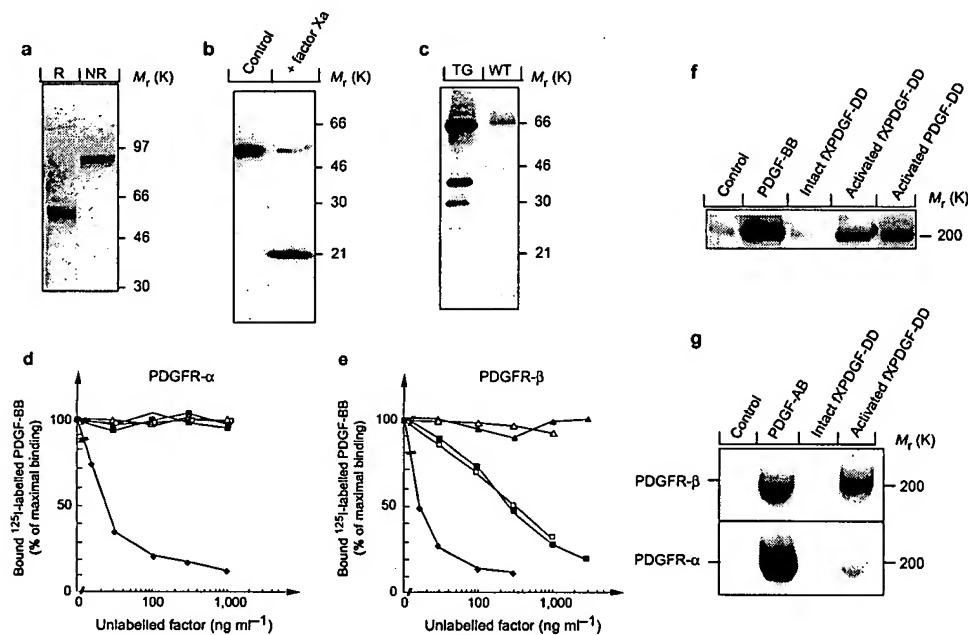 a
R NR
Mr (K)
97
66
46
30
b
Control
+ factor Xa
Mr (K)
66
46
30
21
c
TG WT
Mr (K)
66
46
30
21
d
PDGFR-α
100
50
0
0 100 1,000
Bound 125I-labelled PDGF-BB
(% of maximal binding)
Unlabelled factor (ng ml−1)
e
PDGFR-β
100
50
0
0 100 1,000
Bound 125I-labelled PDGF-BB
(% of maximal binding)
Unlabelled factor (ng ml−1)
f
Control
PDGF-BB
Intact fXPDGF-DD
Activated fXPDGF-DD
Activated PDGF-DD
Mr (K)
200
g
Control
PDGF-AB
Intact fXPDGF-DD
Activated fXPDGF-DD
Mr (K)
PDGFR-β
200
PDGFR-α
200